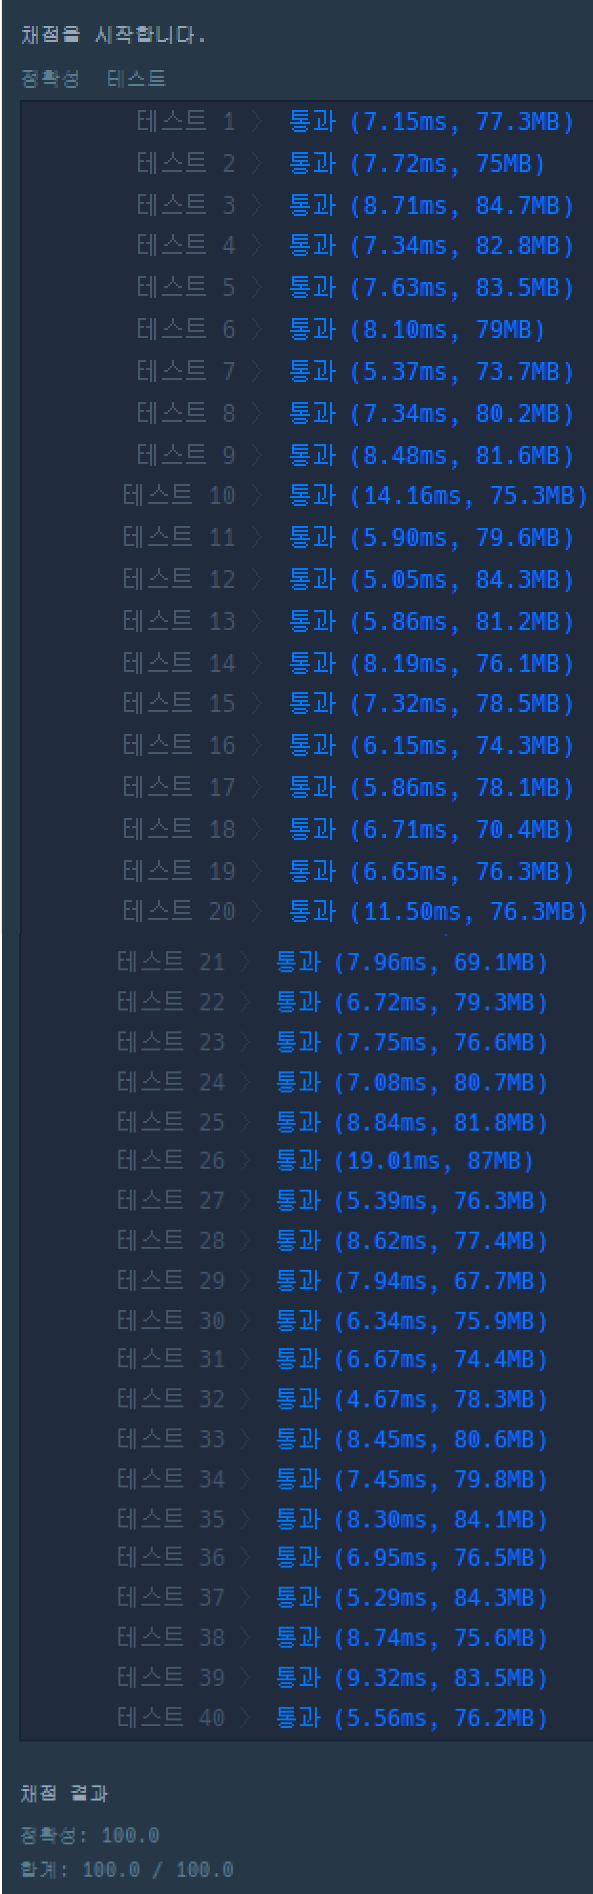 채점을 시작합니다.
정확성 테스트
테스트 1 〉 통과 (7.15ms, 77.3MB)
테스트 2 〉 통과 (7.72ms, 75MB)
테스트 3 〉 통과 (8.71ms, 84.7MB)
테스트 4 〉 통과 (7.34ms, 82.8MB)
테스트 5 〉 통과 (7.63ms, 83.5MB)
테스트 6 〉 통과 (8.10ms, 79MB)
테스트 7 〉 통과 (5.37ms, 73.7MB)
테스트 8 〉 통과 (7.34ms, 80.2MB)
테스트 9 〉 통과 (8.48ms, 81.6MB)
테스트 10 〉 통과 (14.16ms, 75.3MB)
테스트 11 〉 통과 (5.90ms, 79.6MB)
테스트 12 〉 통과 (5.05ms, 84.3MB)
테스트 13 〉 통과 (5.86ms, 81.2MB)
테스트 14 〉 통과 (8.19ms, 76.1MB)
테스트 15 〉 통과 (7.32ms, 78.5MB)
테스트 16 〉 통과 (6.15ms, 74.3MB)
테스트 17 〉 통과 (5.86ms, 78.1MB)
테스트 18 〉 통과 (6.71ms, 70.4MB)
테스트 19 〉 통과 (6.65ms, 76.3MB)
테스트 20 〉 통과 (11.50ms, 76.3MB)
테스트 21 〉 통과 (7.96ms, 69.1MB)
테스트 22 〉 통과 (6.72ms, 79.3MB)
테스트 23 〉 통과 (7.75ms, 76.6MB)
테스트 24 〉 통과 (7.08ms, 80.7MB)
테스트 25 〉 통과 (8.84ms, 81.8MB)
테스트 26 〉 통과 (19.01ms, 87MB)
테스트 27 〉 통과 (5.39ms, 76.3MB)
테스트 28 〉 통과 (8.62ms, 77.4MB)
테스트 29 〉 통과 (7.94ms, 67.7MB)
테스트 30 〉 통과 (6.34ms, 75.9MB)
테스트 31 〉 통과 (6.67ms, 74.4MB)
테스트 32 〉 통과 (4.67ms, 78.3MB)
테스트 33 〉 통과 (8.45ms, 80.6MB)
테스트 34 〉 통과 (7.45ms, 79.8MB)
테스트 35 〉 통과 (8.30ms, 84.1MB)
테스트 36 〉 통과 (6.95ms, 76.5MB)
테스트 37 〉 통과 (5.29ms, 84.3MB)
테스트 38 〉 통과 (8.74ms, 75.6MB)
테스트 39 〉 통과 (9.32ms, 83.5MB)
테스트 40 〉 통과 (5.56ms, 76.2MB)
채점 결과
정확성: 100.0
합계: 100.0 / 100.0